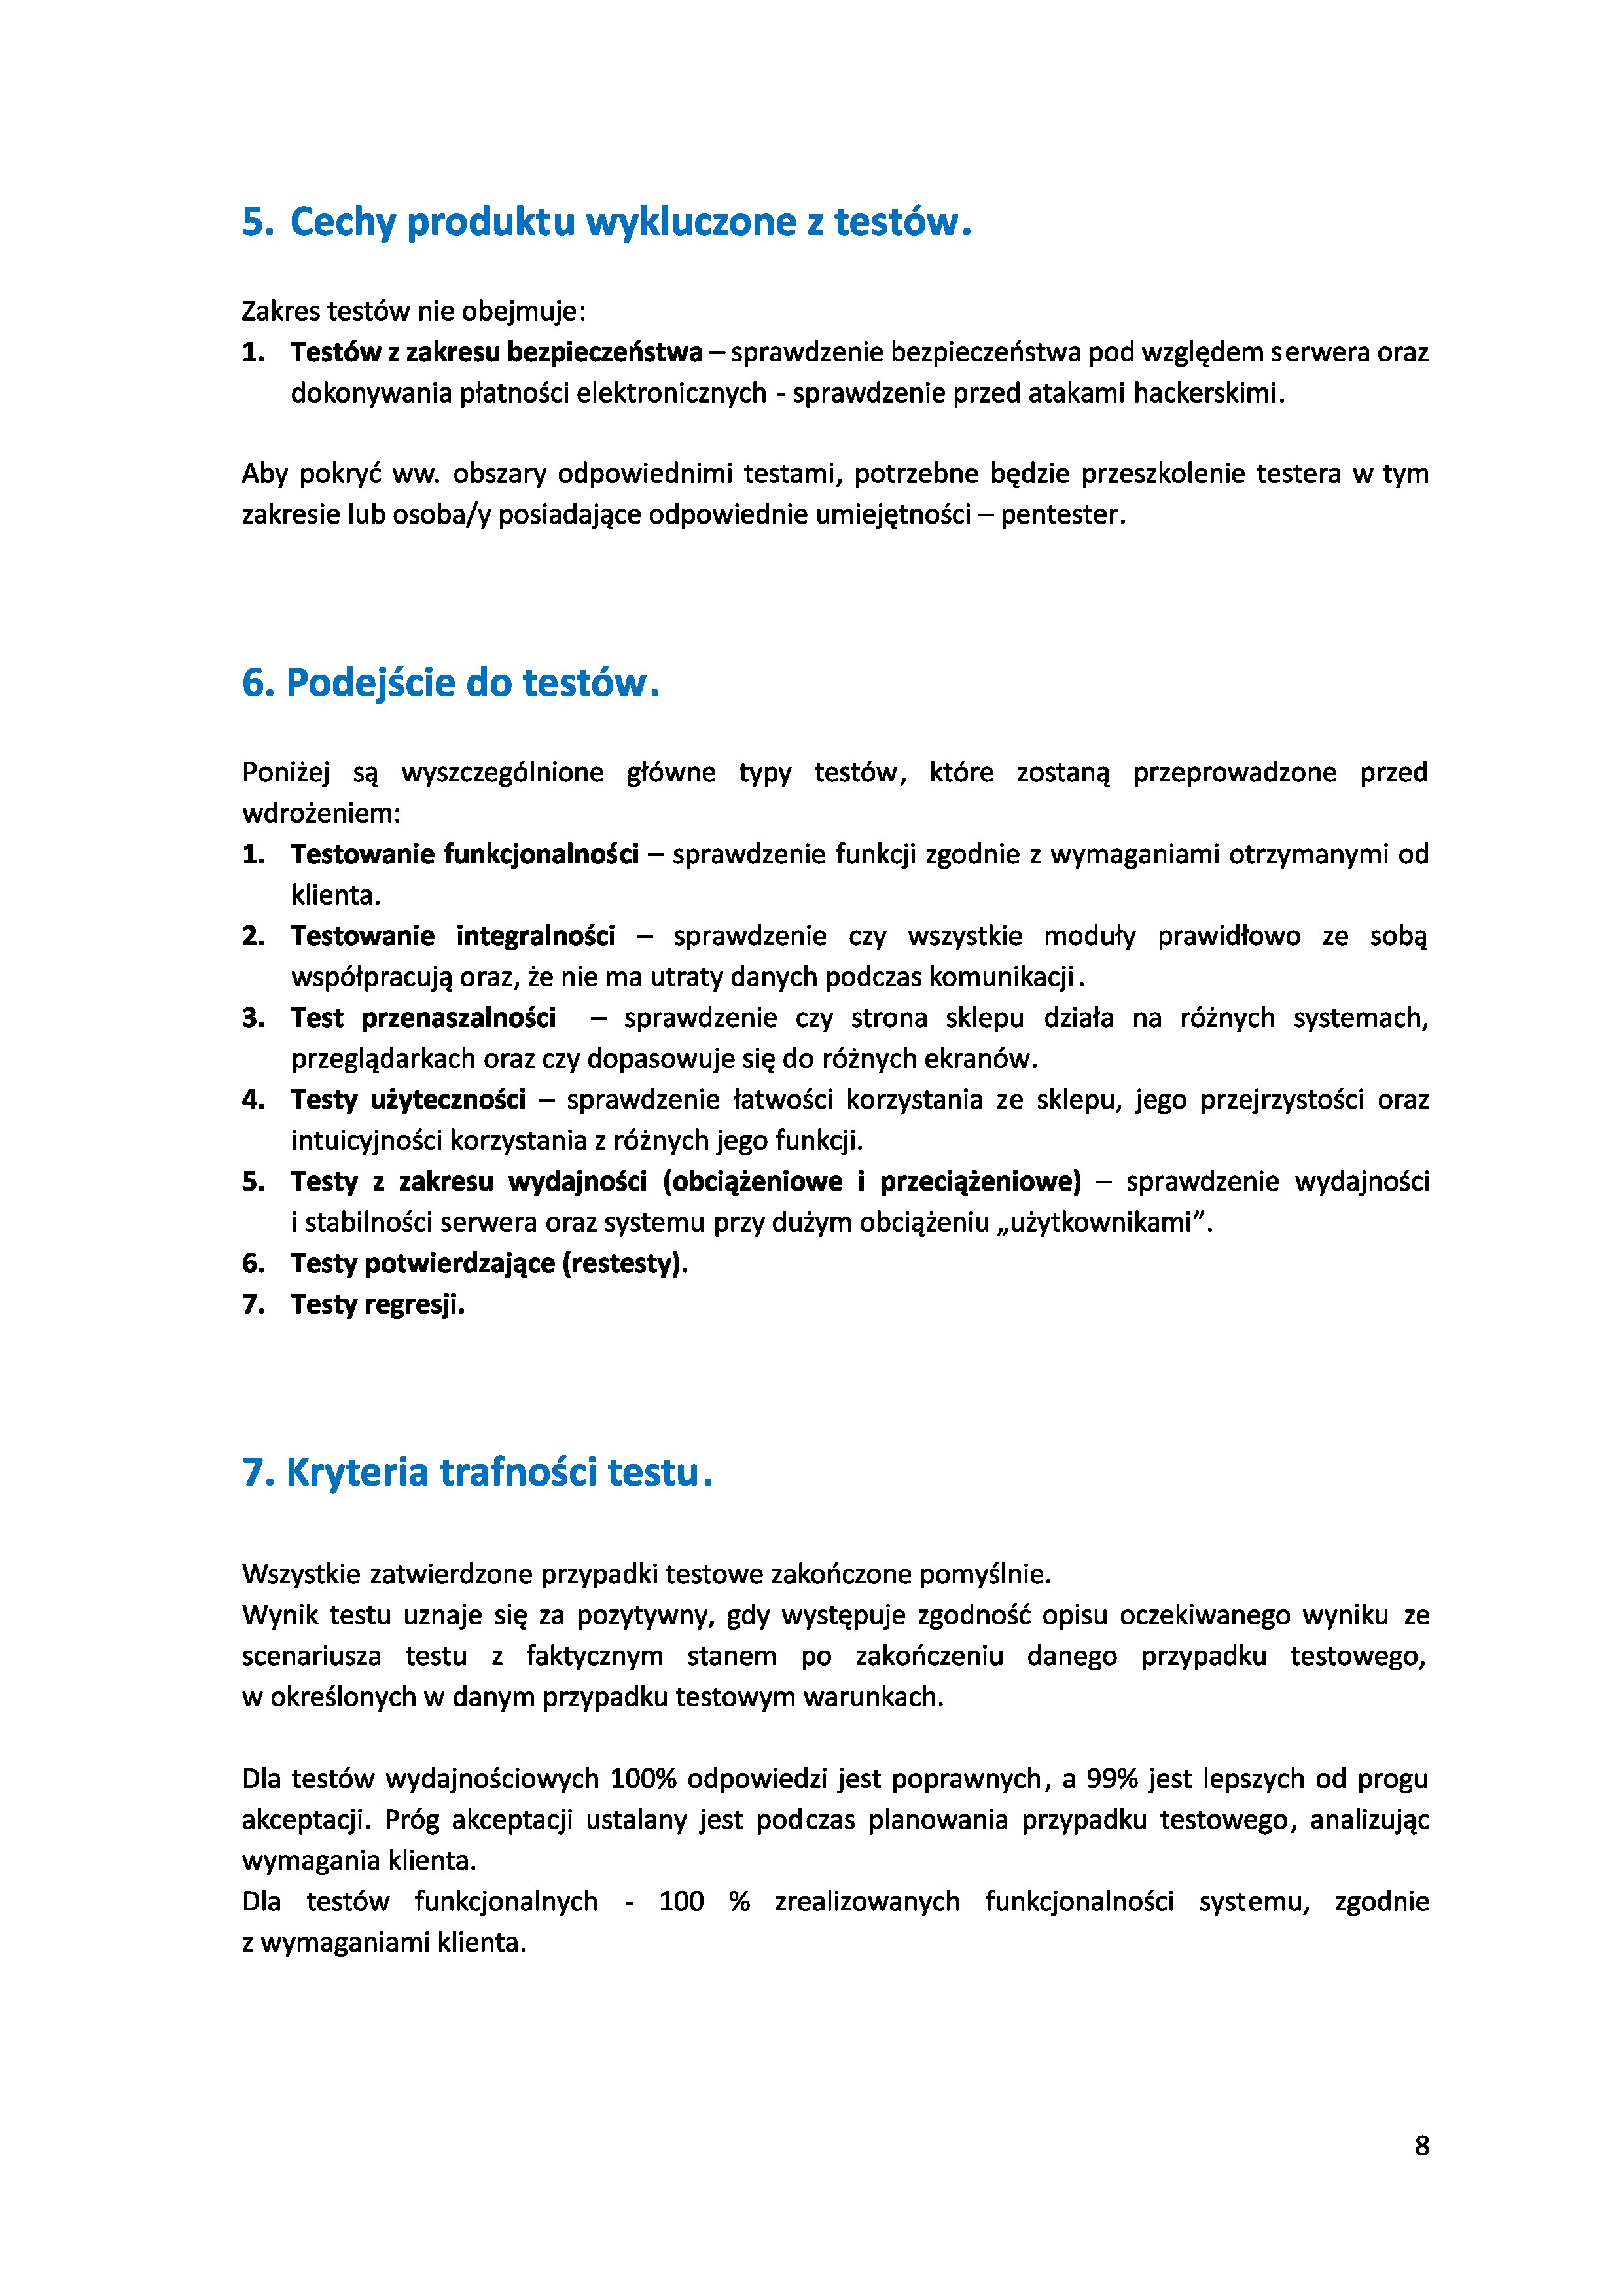 5. Cechy produktu wykluczone z testów.
Zakres testów nie obejmuje:
1. Testów z zakresu bezpieczeństwa – sprawdzenie bezpieczeństwa pod względem serwera oraz
dokonywania płatności elektronicznych - sprawdzenie przed atakami hackerskimi.
Aby pokryć ww. obszary odpowiednimi testami, potrzebne będzie przeszkolenie testera w tym
zakresie lub osoba/y posiadające odpowiednie umiejętności – pentester.
6. Podejście do testów.
Poniżej są wyszczególnione główne typy testów, które zostaną przeprowadzone przed
wdrożeniem:
1. Testowanie funkcjonalności – sprawdzenie funkcji zgodnie z wymaganiami otrzymanymi od
klienta.
2. Testowanie integralności – sprawdzenie czy wszystkie moduły prawidłowo ze sobą
współpracują oraz, że nie ma utraty danych podczas komunikacji.
3. Test przenaszalności – sprawdzenie czy strona sklepu działa na różnych systemach,
przeglądarkach oraz czy dopasowuje się do różnych ekranów.
4. Testy użyteczności – sprawdzenie łatwości korzystania ze sklepu, jego przejrzystości oraz
intuicyjności korzystania z różnych jego funkcji.
5. Testy z zakresu wydajności (obciążeniowe i przeciążeniowe) – sprawdzenie wydajności
i stabilności serwera oraz systemu przy dużym obciążeniu „użytkownikami”.
6. Testy potwierdzające (restesty).
7. Testy regresji.
7. Kryteria trafności testu.
Wszystkie zatwierdzone przypadki testowe zakończone pomyślnie.
Wynik testu uznaje się za pozytywny, gdy występuje zgodność opisu oczekiwanego wyniku ze
scenariusza testu z faktycznym stanem po zakończeniu danego przypadku testowego,
w określonych w danym przypadku testowym warunkach.
Dla testów wydajnościowych 100% odpowiedzi jest poprawnych, a 99% jest lepszych od progu
akceptacji. Próg akceptacji ustalany jest podczas planowania przypadku testowego, analizując
wymagania klienta.
Dla testów funkcjonalnych - 100 % zrealizowanych funkcjonalności systemu, zgodnie
z wymaganiami klienta.
8